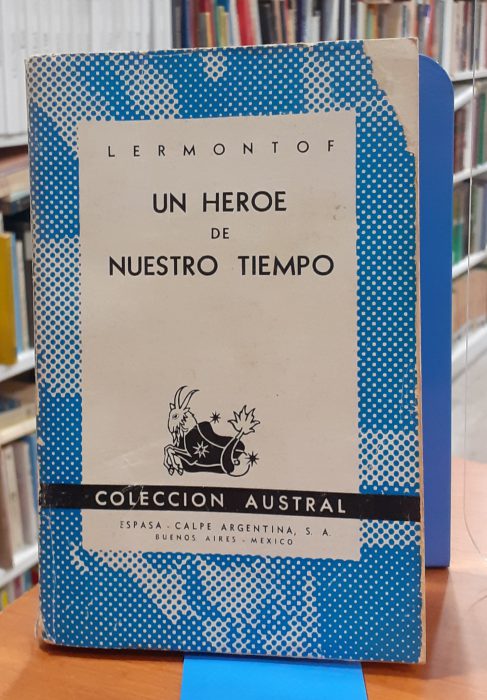 LERMONTOF
UN HEROE
DE
NUESTRO TIEMPO
COLECCION AUSTRAL
ESPASA - CALPE ARGENTINA, S. A.
BUENOS AIRES - MEXICO